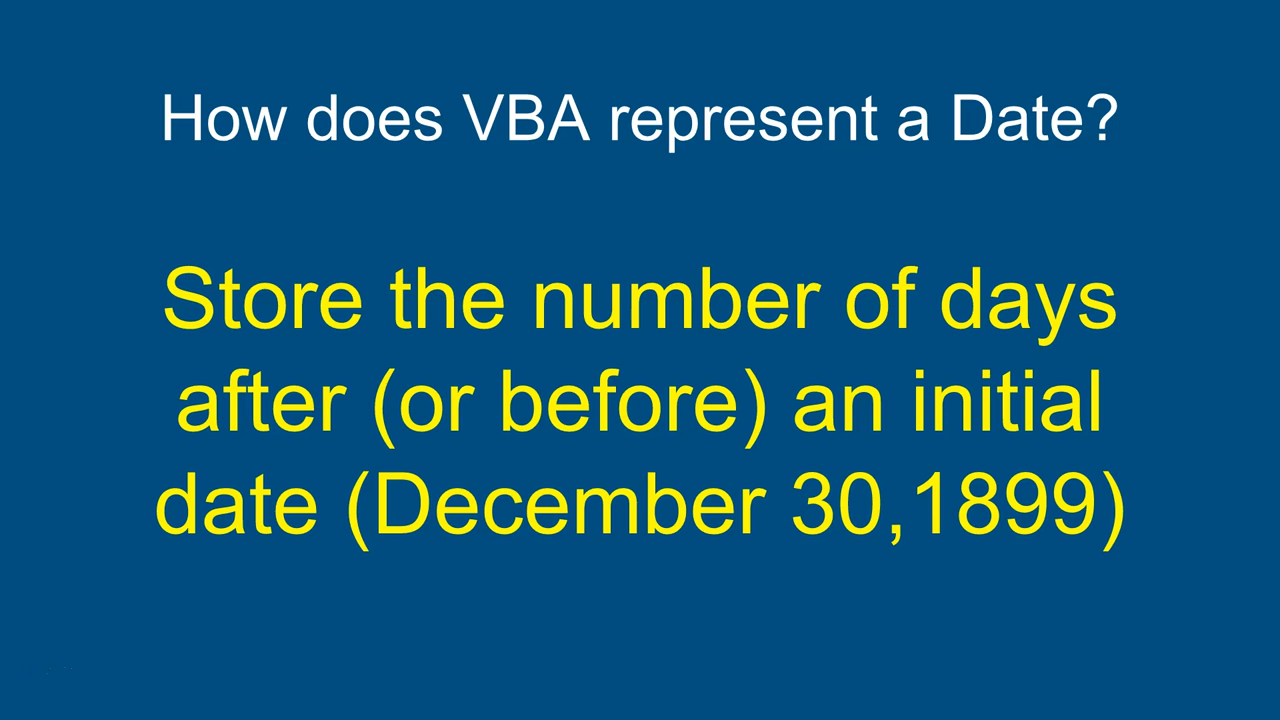 How does VBA represent a Date?
Store the number of days
after (or before) an initial
date (December 30,1899)